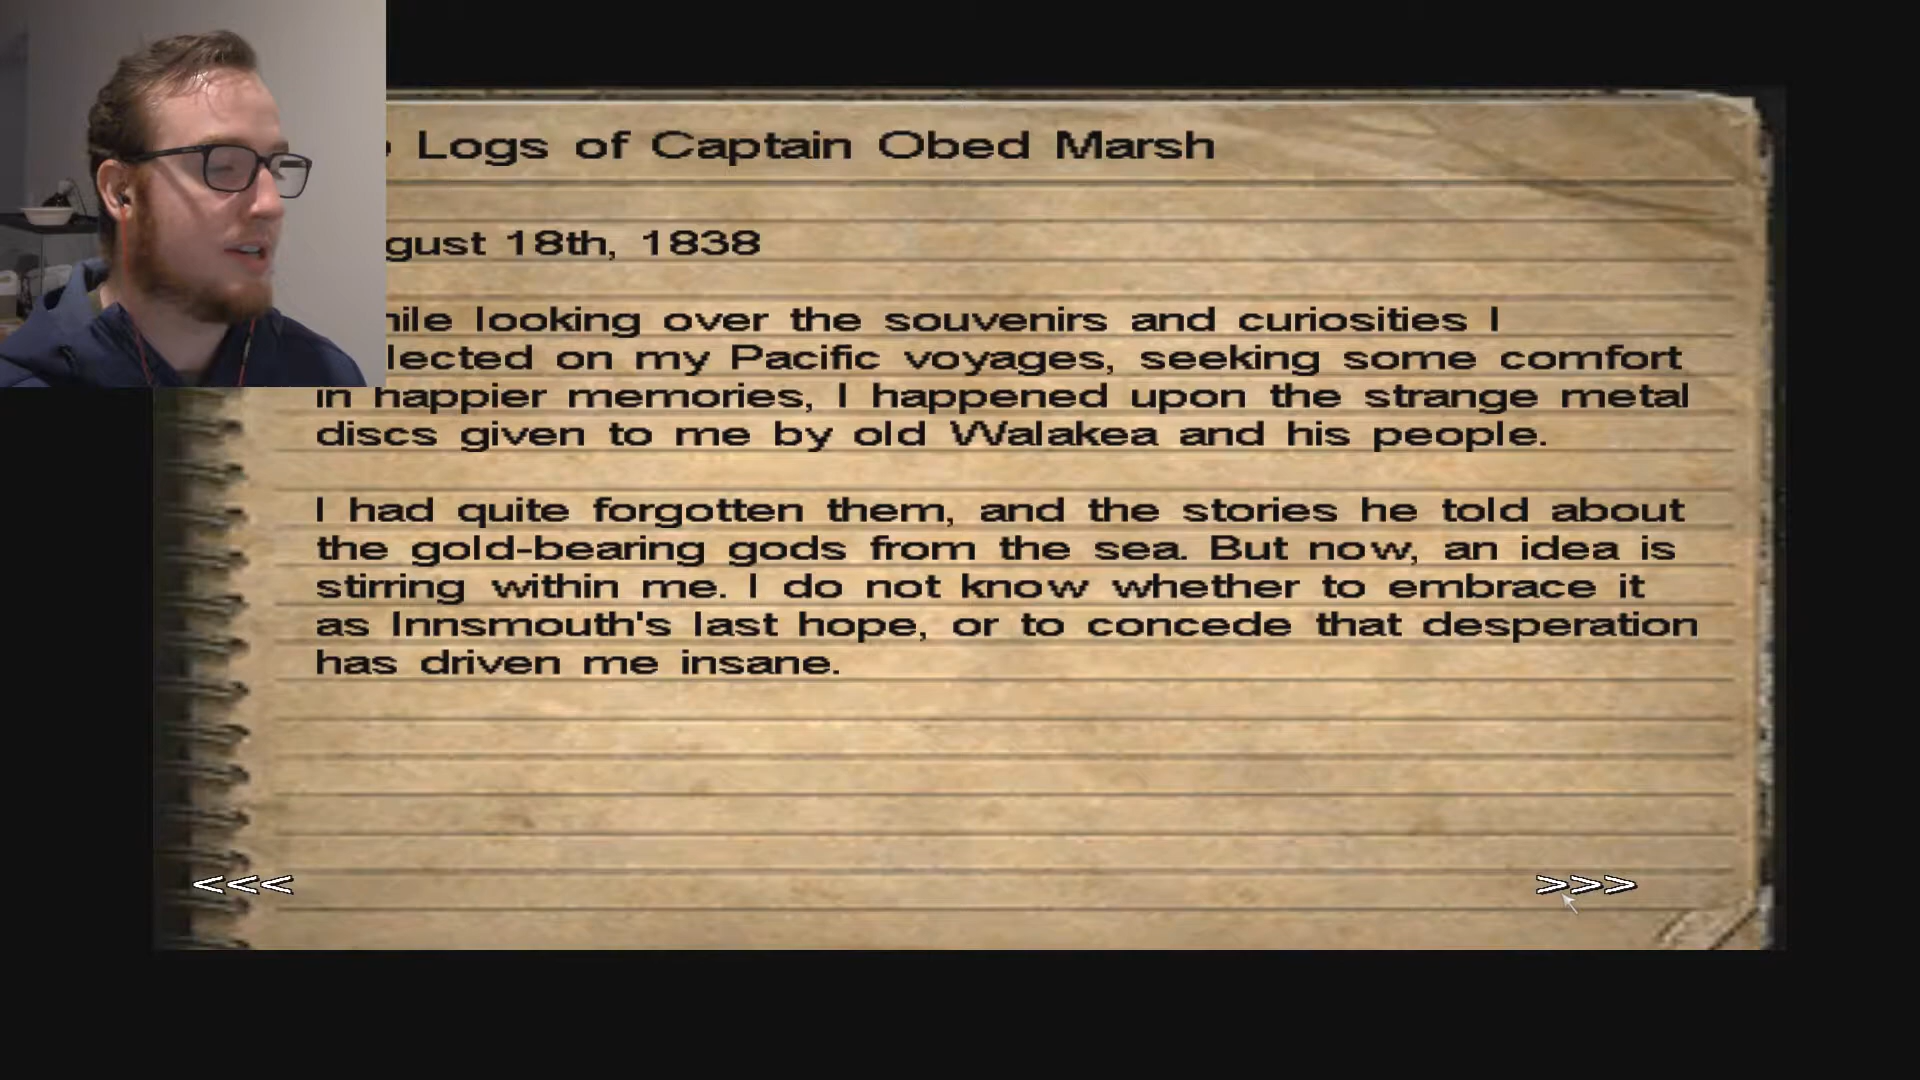 Logs of Captain Obed Marsh
gust 18th, 1838
hile looking over the souvenirs and curiosities I
llected on my Pacific voyages, seeking some comfort
in happier memories, I happened upon the strange metal
discs given to me by old Walakea and his people.
I had quite forgotten them, and the stories he told about
the gold-bearing gods from the sea. But now, an idea is
stirring within me. I do not know whether to embrace it
as Innsmouth's last hope, or to concede that desperation
has driven me insane.
<<< >>>